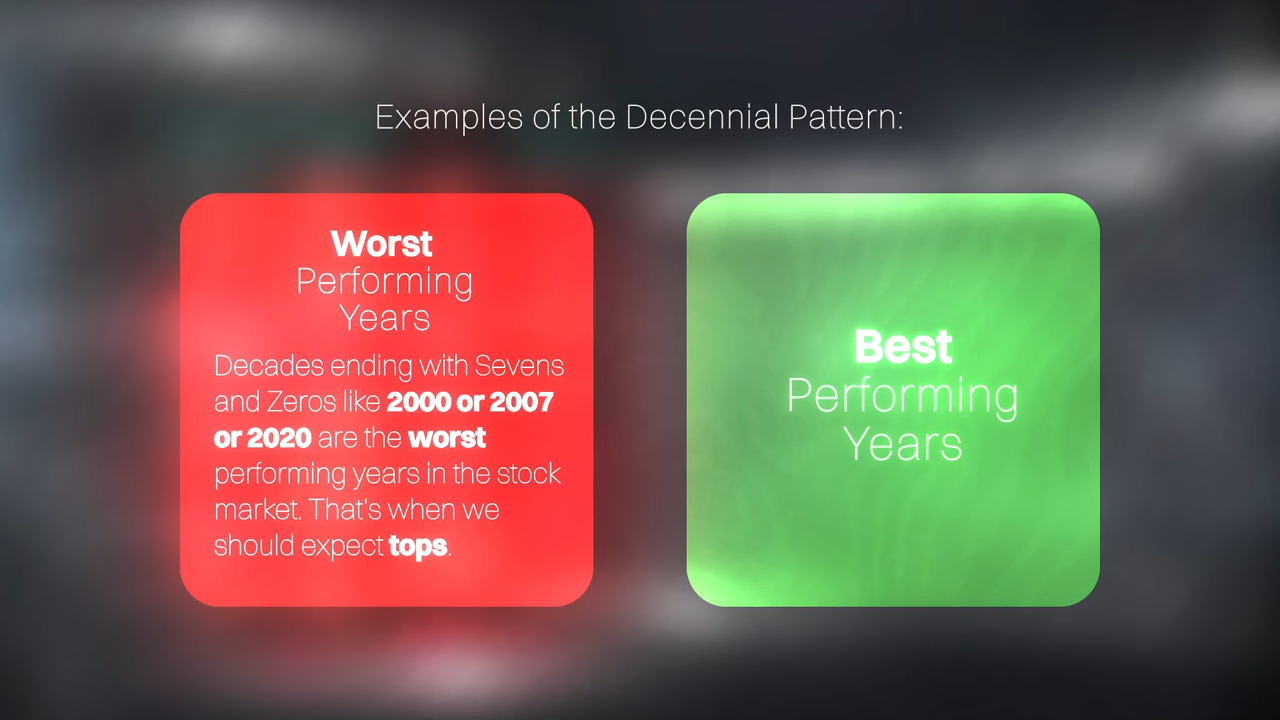 Examples of the Decennial Pattern:
Worst
Performing
Years
Decades ending with Sevens
and Zeros like 2000 or 2007
or 2020 are the worst
performing years in the stock
market. That's when we
should expect tops.
Best
Performing
Years